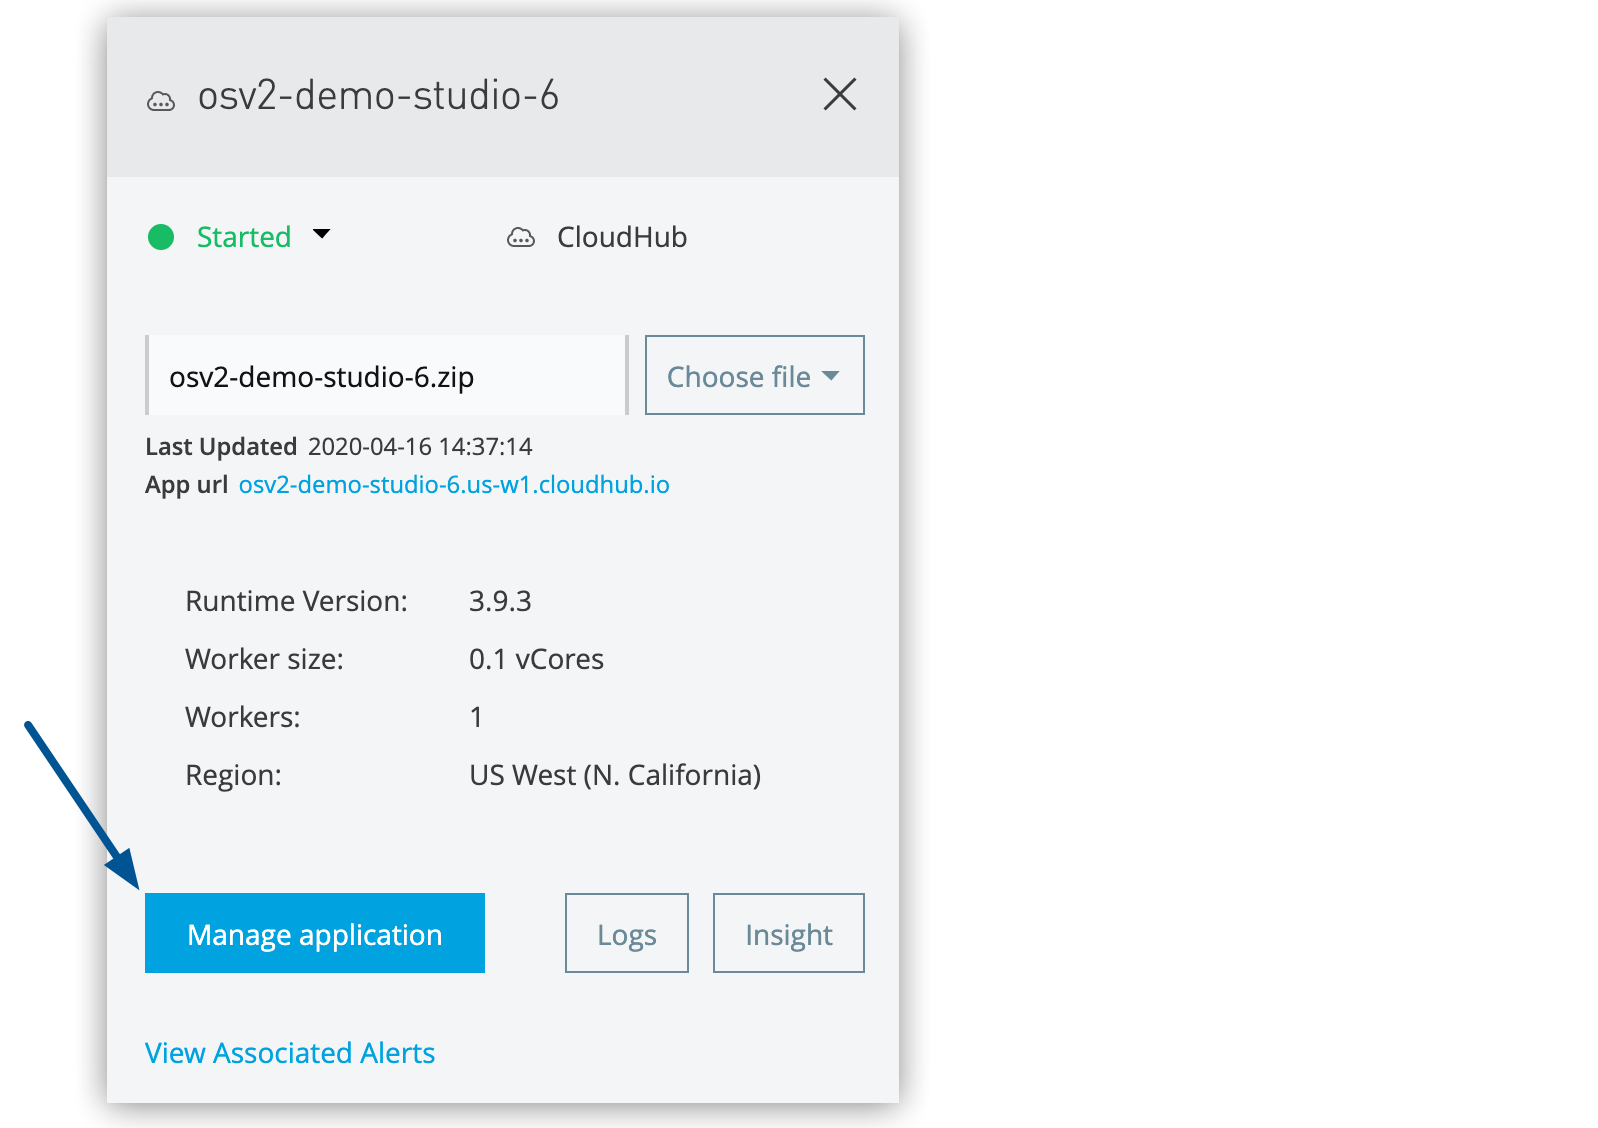 osv2-demo-studio-6
Started CloudHub
osv2-demo-studio-6.zip Choose file
Last Updated 2020-04-16 14:37:14
App url osv2-demo-studio-6.us-w1.cloudhub.io
Runtime Version: 3.9.3
Worker size: 0.1 vCores
Workers: 1
Region: US West (N. California)
Manage application Logs Insight
View Associated Alerts